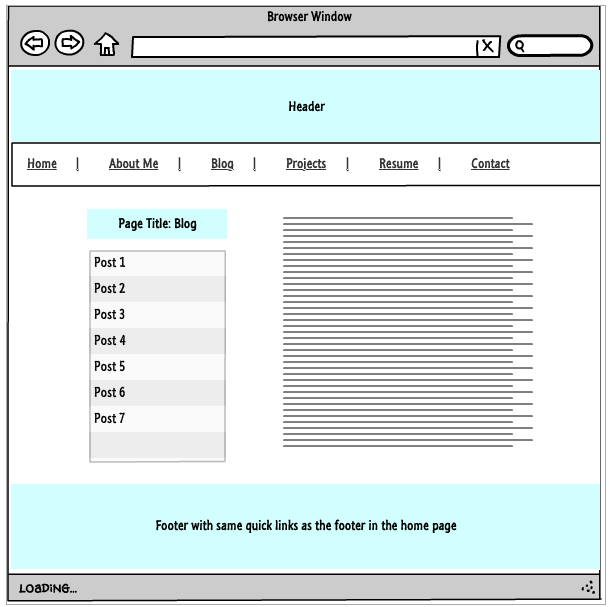 Browser Window
X
Header
Home | About Me | Blog | Projects | Resume | Contact
Page Title: Blog
Post 1
Post 2
Post 3
Post 4
Post 5
Post 6
Post 7
Footer with same quick links as the footer in the home page
LOADING...